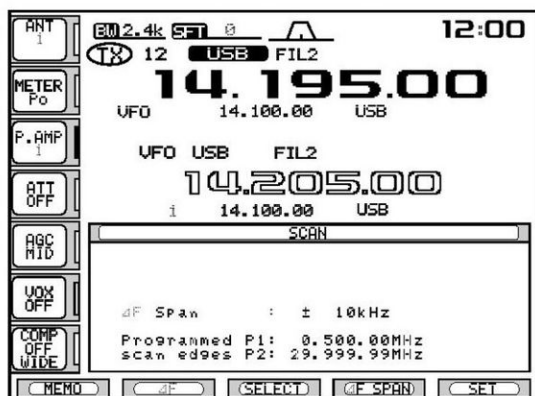 ANT
1
BW 2.4k SFT 0
12:00
TX 12 USB FIL2
14.195.00
VFO 14.100.00 USB
METER
Po
P.AMP
1
VFO USB FIL2
14.205.00
i 14.100.00 USB
ATT
OFF
AGC
MID
VOX
OFF
COMP
OFF
WIDE
SCAN
ΔF Span : ± 10kHz
Programmed P1: 0.500.00MHz
scan edges P2: 29.999.99MHz
MEMO ΔF SELECT ΔF SPAN SET